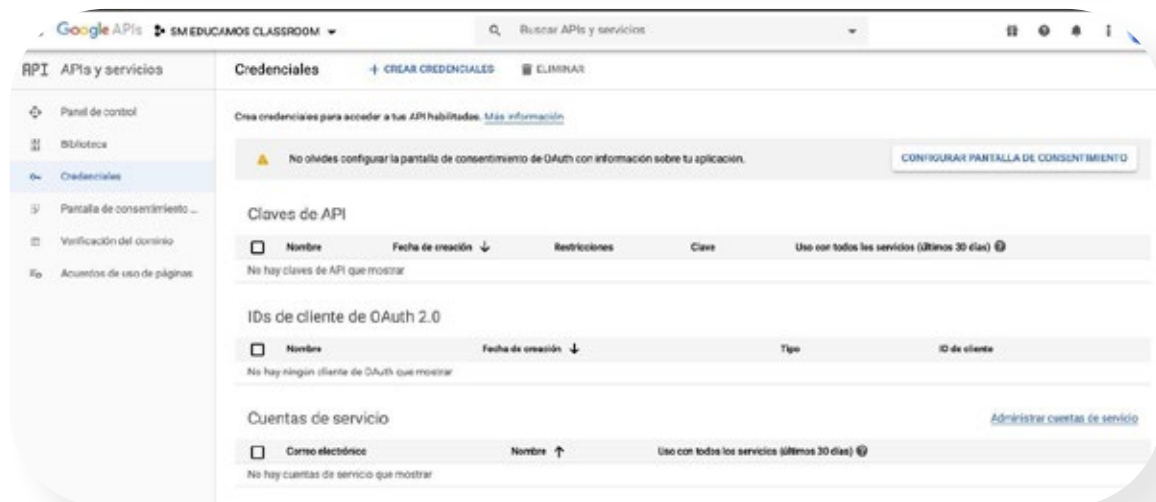 Google APIs SM EDUCAMOS CLASSROOM Buscar APIs y servicios
API APIs y servicios Credenciales + CREAR CREDENCIALES ELIMINAR
Panel de control
Biblioteca
Credenciales
Pantalla de consentimiento ...
Verificación del dominio
Acuerdos de uso de páginas
Crea credenciales para acceder a tus API habilitadas. Más información
No olvides configurar la pantalla de consentimiento de OAuth con información sobre tu aplicación. CONFIGURAR PANTALLA DE CONSENTIMIENTO
Claves de API
Nombre Fecha de creación Restricciones Clave Uso con todos los servicios (últimos 30 días)
No hay claves de API que mostrar
IDs de cliente de OAuth 2.0
Nombre Fecha de creación Tipo ID de cliente
No hay ningún cliente de OAuth que mostrar
Cuentas de servicio Administrar cuentas de servicio
Correo electrónico Nombre Uso con todos los servicios (últimos 30 días)
No hay cuentas de servicio que mostrar